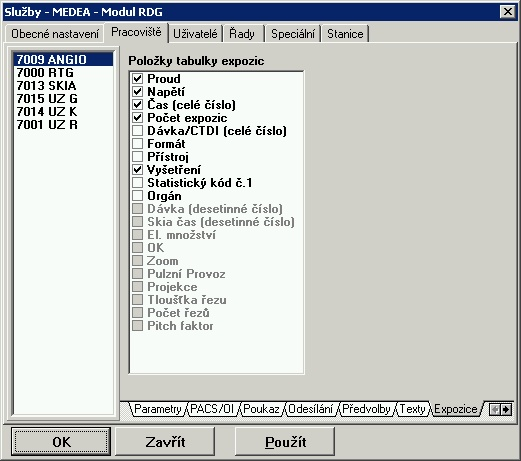 Služby - MEDEA - Modul RDG
Obecné nastavení Pracoviště Uživatelé Řady Speciální Stanice
7009 ANGIO
7000 RTG
7013 SKIA
7015 UZ G
7014 UZ K
7001 UZ R
Položky tabulky expozic
Proud
Napětí
Čas (celé číslo)
Počet expozic
Dávka/CTDI (celé číslo)
Formát
Přístroj
Vyšetření
Statistický kód č.1
Orgán
Dávka (desetinné číslo)
Skia čas (desetinné číslo)
El. množství
OK
Zoom
Pulzní Provoz
Projekce
Tloušťka řezu
Počet řezů
Pitch faktor
Parametry PACS/OI Poukaz Odesílání Předvolby Texty Expozice
OK Zavřít Použít